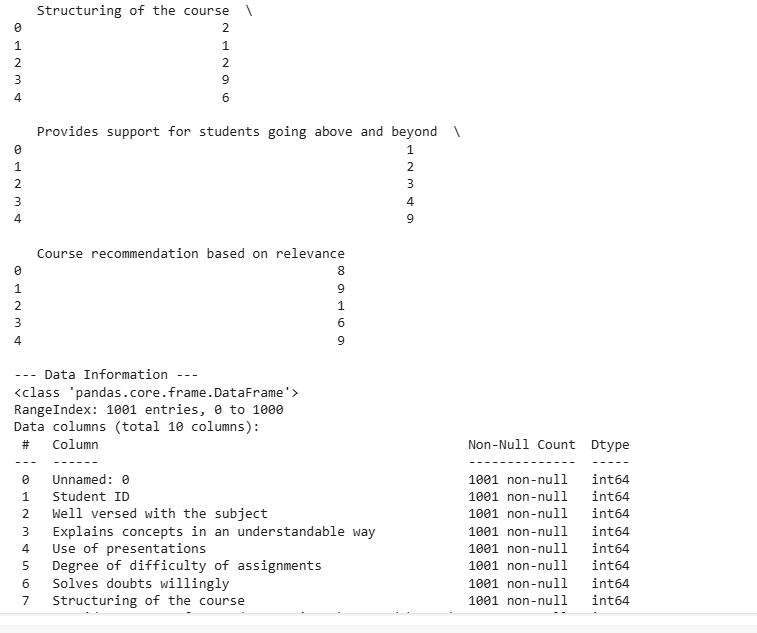 Structuring of the course \
0 2
1 1
2 2
3 9
4 6
Provides support for students going above and beyond \
0 1
1 2
2 3
3 4
4 9
Course recommendation based on relevance
0 8
1 9
2 1
3 6
4 9
--- Data Information ---
<class 'pandas.core.frame.DataFrame'>
RangeIndex: 1001 entries, 0 to 1000
Data columns (total 10 columns):
# Column Non-Null Count Dtype
--- ------ -------------- -----
0 Unnamed: 0 1001 non-null int64
1 Student ID 1001 non-null int64
2 Well versed with the subject 1001 non-null int64
3 Explains concepts in an understandable way 1001 non-null int64
4 Use of presentations 1001 non-null int64
5 Degree of difficulty of assignments 1001 non-null int64
6 Solves doubts willingly 1001 non-null int64
7 Structuring of the course 1001 non-null int64